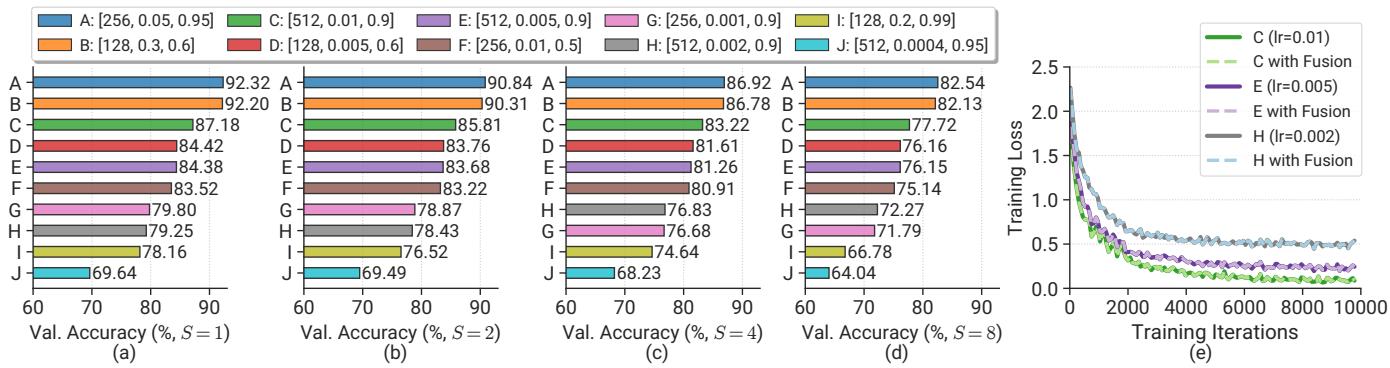 A: [256, 0.05, 0.95] C: [512, 0.01, 0.9] E: [512, 0.005, 0.9] G: [256, 0.001, 0.9] I: [128, 0.2, 0.99]
B: [128, 0.3, 0.6] D: [128, 0.005, 0.6] F: [256, 0.01, 0.5] H: [512, 0.002, 0.9] J: [512, 0.0004, 0.95]
A 92.32
B 92.20
C 87.18
D 84.42
E 84.38
F 83.52
G 79.80
H 79.25
I 78.16
J 69.64
60 70 80 90
Val. Accuracy (%, S = 1)
(a)
A 90.84
B 90.31
C 85.81
D 83.76
E 83.68
F 83.22
G 78.87
H 78.43
I 76.52
J 69.49
60 70 80 90
Val. Accuracy (%, S = 2)
(b)
A 86.92
B 86.78
C 83.22
D 81.61
E 81.26
F 80.91
H 76.83
G 76.68
I 74.64
J 68.23
60 70 80 90
Val. Accuracy (%, S = 4)
(c)
A 82.54
B 82.13
C 77.72
D 76.16
E 76.15
F 75.14
H 72.27
G 71.79
I 66.78
J 64.04
60 70 80 90
Val. Accuracy (%, S = 8)
(d)
C (lr=0.01)
C with Fusion
E (lr=0.005)
E with Fusion
H (lr=0.002)
H with Fusion
Training Loss
2.5
2.0
1.5
1.0
0.5
0.0
0 2000 4000 6000 8000 10000
Training Iterations
(e)